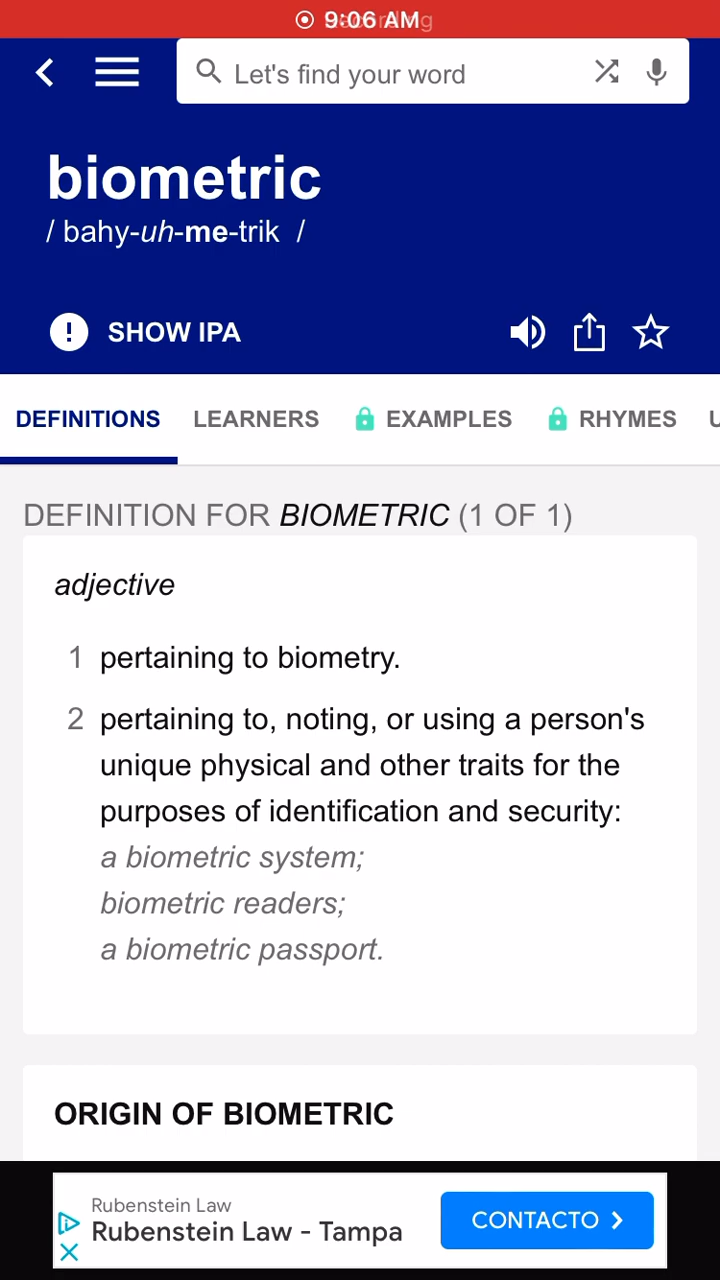 9:06 AM
Let's find your word
biometric
/ bahy-uh-me-trik /
SHOW IPA
DEFINITIONS LEARNERS EXAMPLES RHYMES U
DEFINITION FOR BIOMETRIC (1 OF 1)
adjective
1 pertaining to biometry.
2 pertaining to, noting, or using a person's
unique physical and other traits for the
purposes of identification and security:
a biometric system;
biometric readers;
a biometric passport.
ORIGIN OF BIOMETRIC
Rubenstein Law
Rubenstein Law - Tampa
CONTACTO